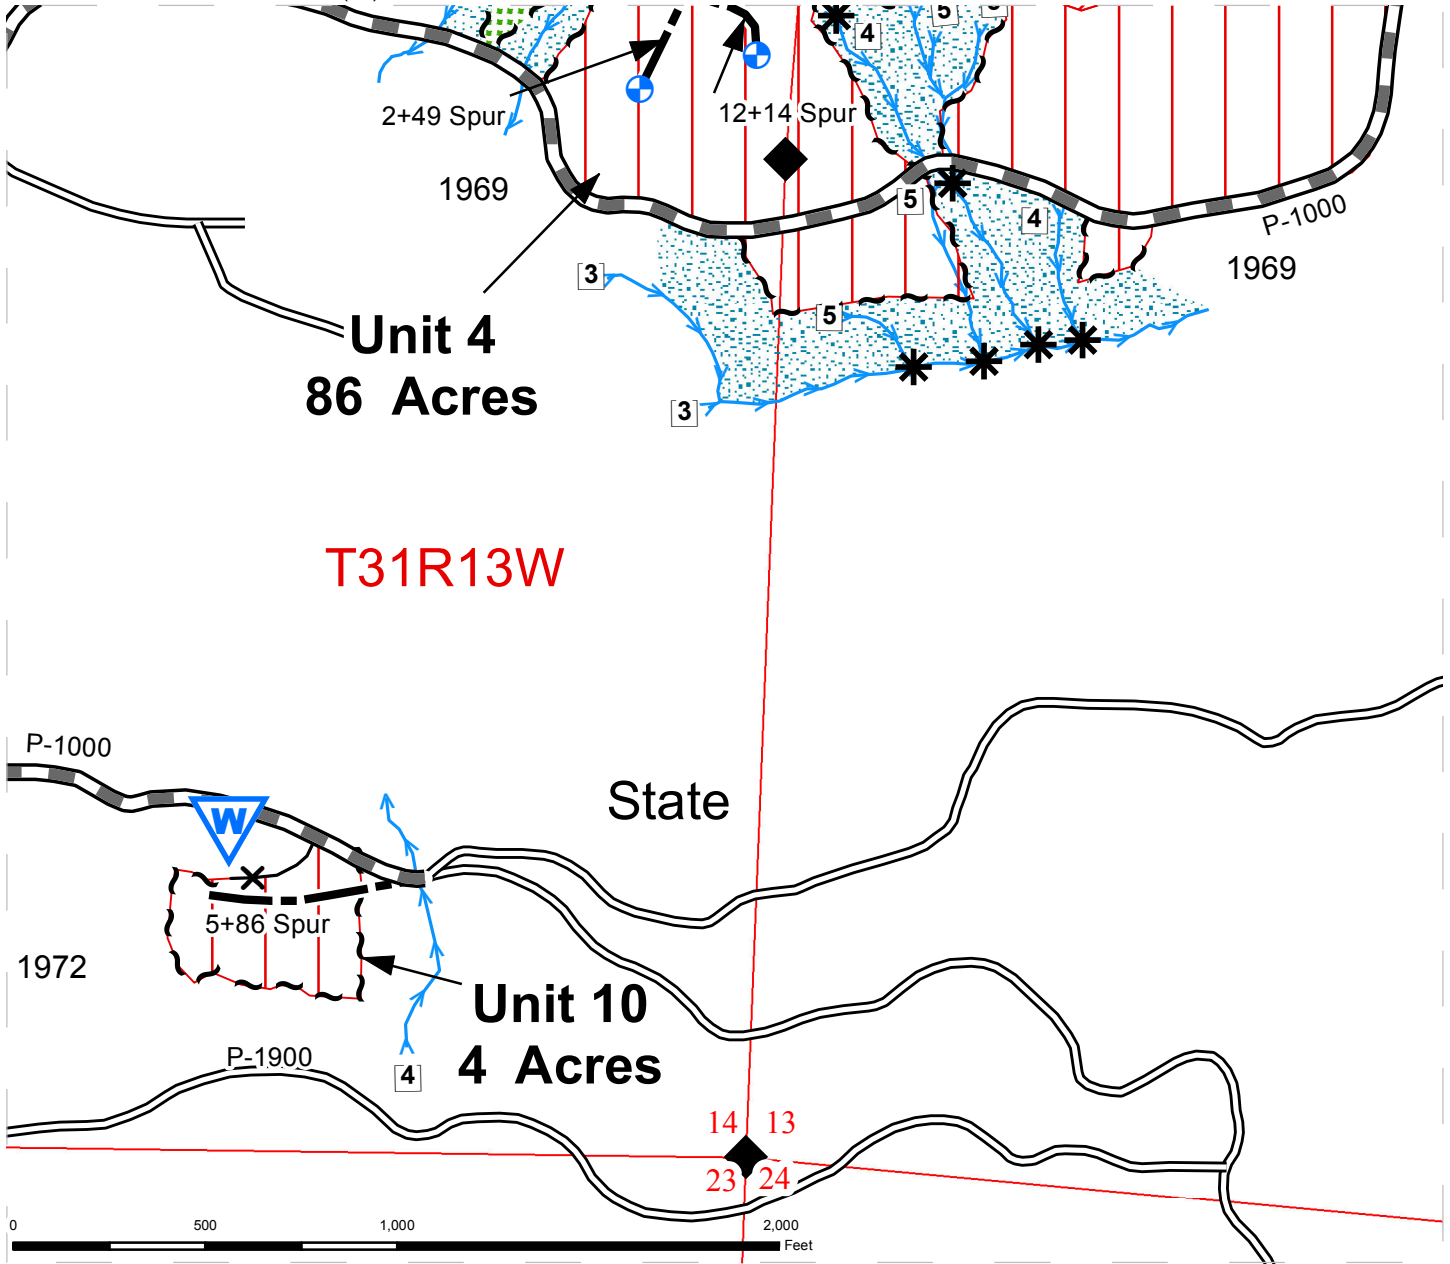 5
4
2+49 Spur
12+14 Spur
1969
5
4
P-1000
1969
3
5
Unit 4
86 Acres
3
T31R13W
P-1000
State
W
5+86 Spur
1972
Unit 10
4 Acres
P-1900
4
14 13
23 24
0 500 1,000 2,000
Feet